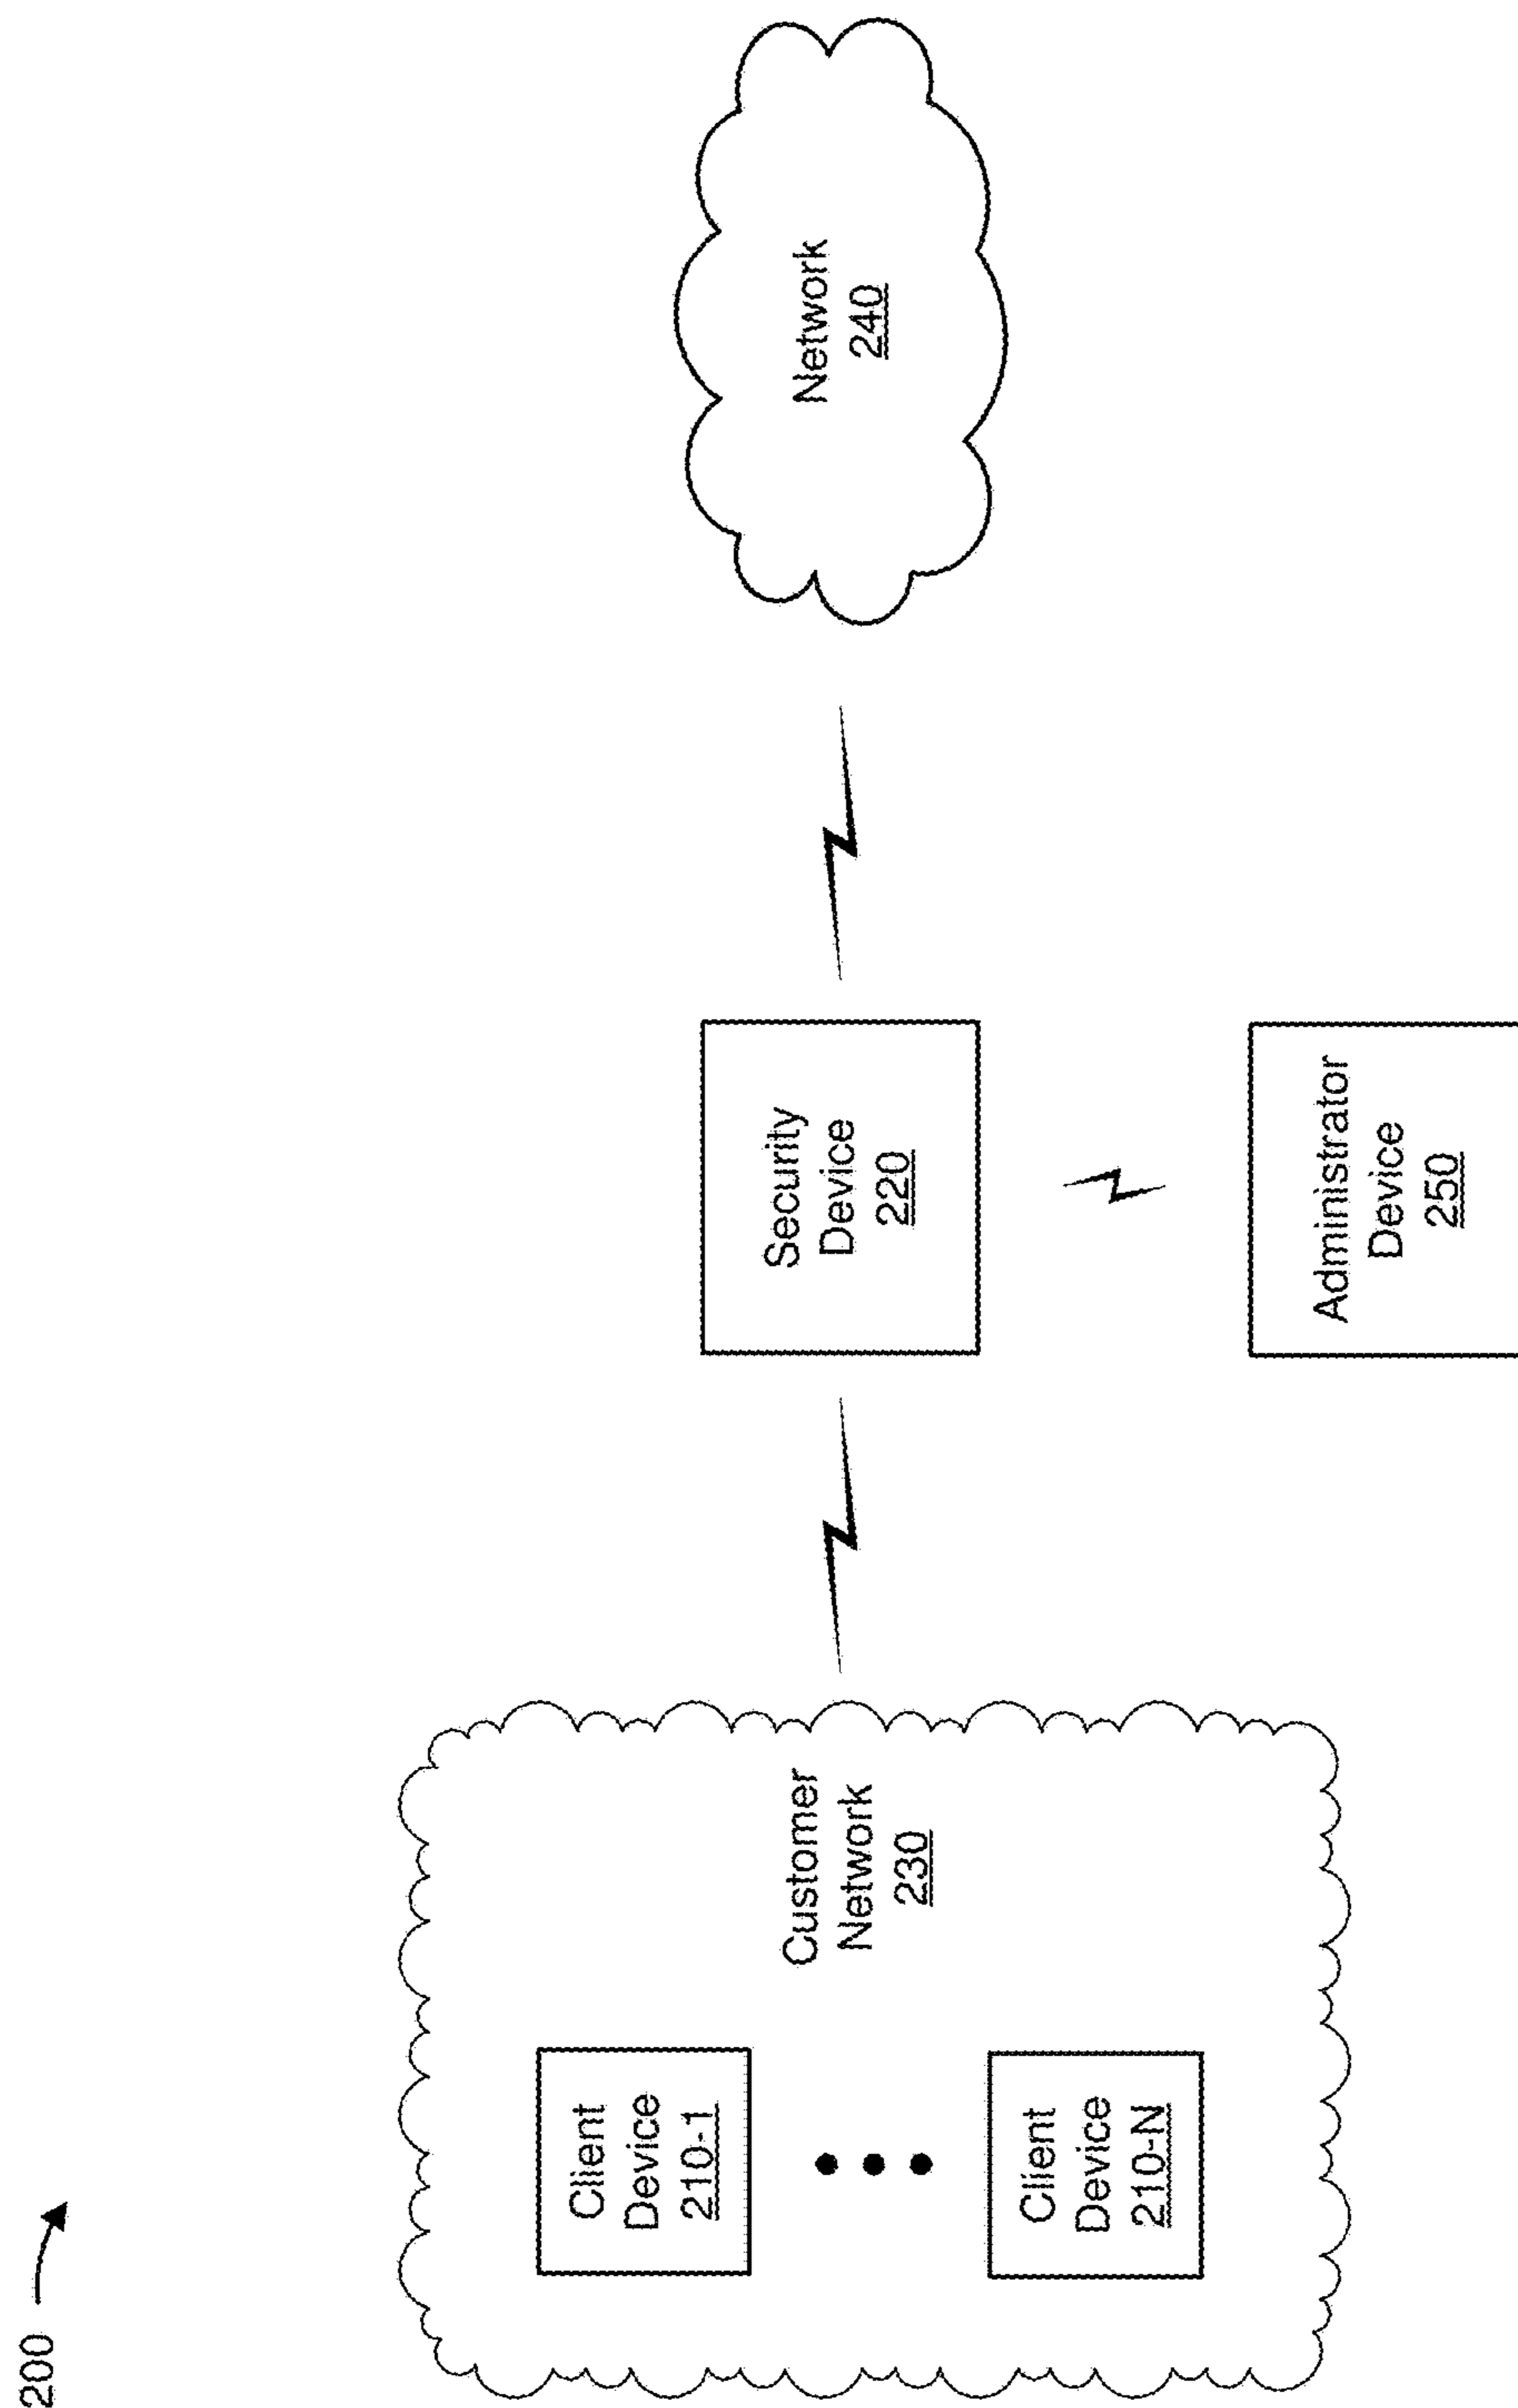 200
Client
Device
210-1
Client
Device
210-N
Customer
Network
230
Security
Device
220
Administrator
Device
250
Network
240